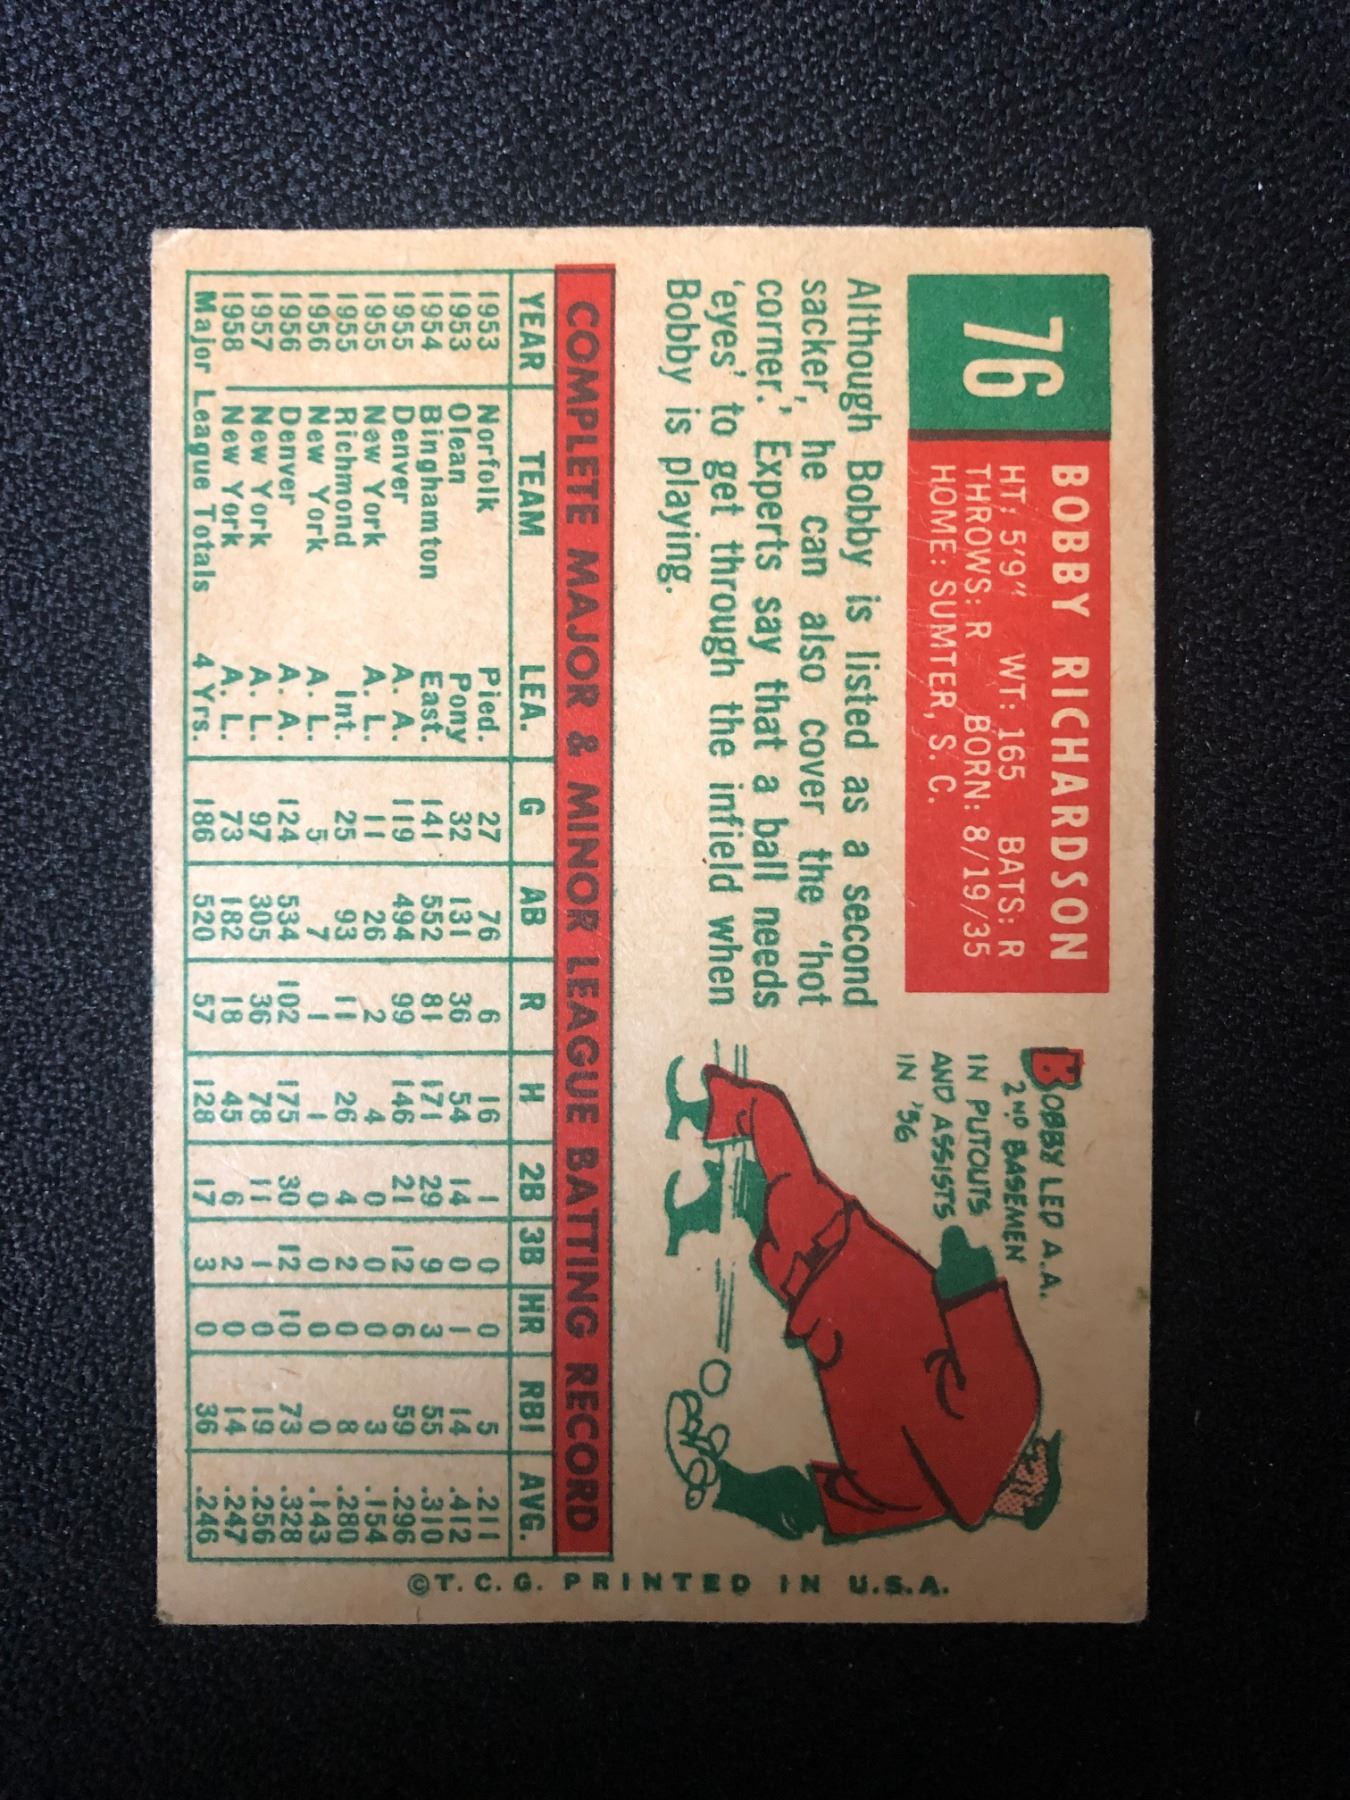 76
BOBBY RICHARDSON
HT: 5'9" WT: 165 BATS: R
THROWS: R BORN: 8/19/35
HOME: SUMTER, S. C.
Although Bobby is listed as a second
sacker, he can also cover the 'hot
corner.' Experts say that a ball needs
'eyes' to get through the infield when
Bobby is playing.
BOBBY LED A.A.
2ND BASEMEN
IN PUTOUTS
AND ASSISTS
IN '56
COMPLETE MAJOR & MINOR LEAGUE BATTING RECORD
YEAR TEAM LEA. G AB R H 2B 3B HR RBI AVG.
1953 Norfolk Pied. 27 76 6 16 1 0 0 5 .211
1953 Olean Pony 32 131 36 54 14 0 1 14 .412
1954 Binghamton East. 141 552 81 171 29 9 3 55 .310
1955 Denver A. A. 119 494 99 146 21 12 6 59 .296
1955 New York A. L. 11 26 2 4 0 0 0 3 .154
1955 Richmond Int. 25 93 11 26 4 2 0 8 .280
1956 New York A. L. 5 7 1 1 0 0 0 0 .143
1956 Denver A. A. 124 534 102 175 30 12 10 73 .328
1957 New York A. L. 97 305 36 78 11 1 0 19 .256
1958 New York A. L. 73 182 18 45 6 2 0 14 .247
Major League Totals 4 Yrs. 186 520 57 128 17 3 0 36 .246
©T. C. G. PRINTED IN U.S.A.